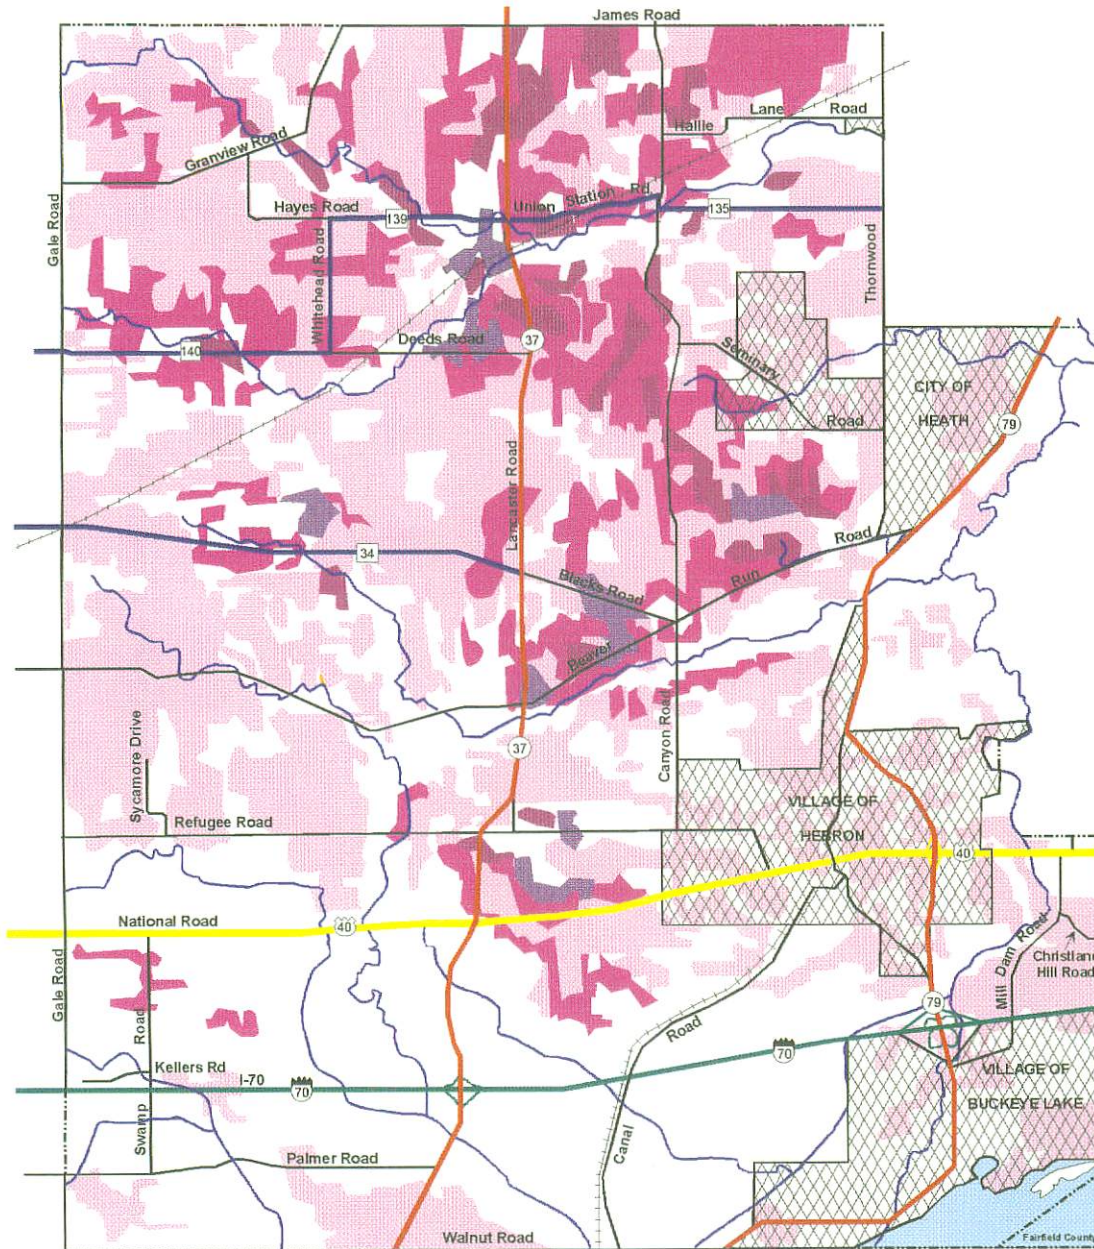 James Road
Lane Road
Hallie
Granview Road
Gale Road
Hayes Road
139
Union Station Rd
135
Whitehead Road
Thornwood
140
Deeds Road
37
Seminary
Road
CITY OF
HEATH
79
Lancaster Road
34
Blacks Road
Beaver Run Road
Canyon Road
Sycamore Drive
37
Refugee Road
VILLAGE OF
HEBRON
40
National Road
40
Gale Road
Mill Dam Road
Christland
Hill Road
79
Swamp Road
Kellers Rd
I-70
70
70
Canal Road
VILLAGE OF
BUCKEYE LAKE
Palmer Road
Walnut Road
Fairfield County